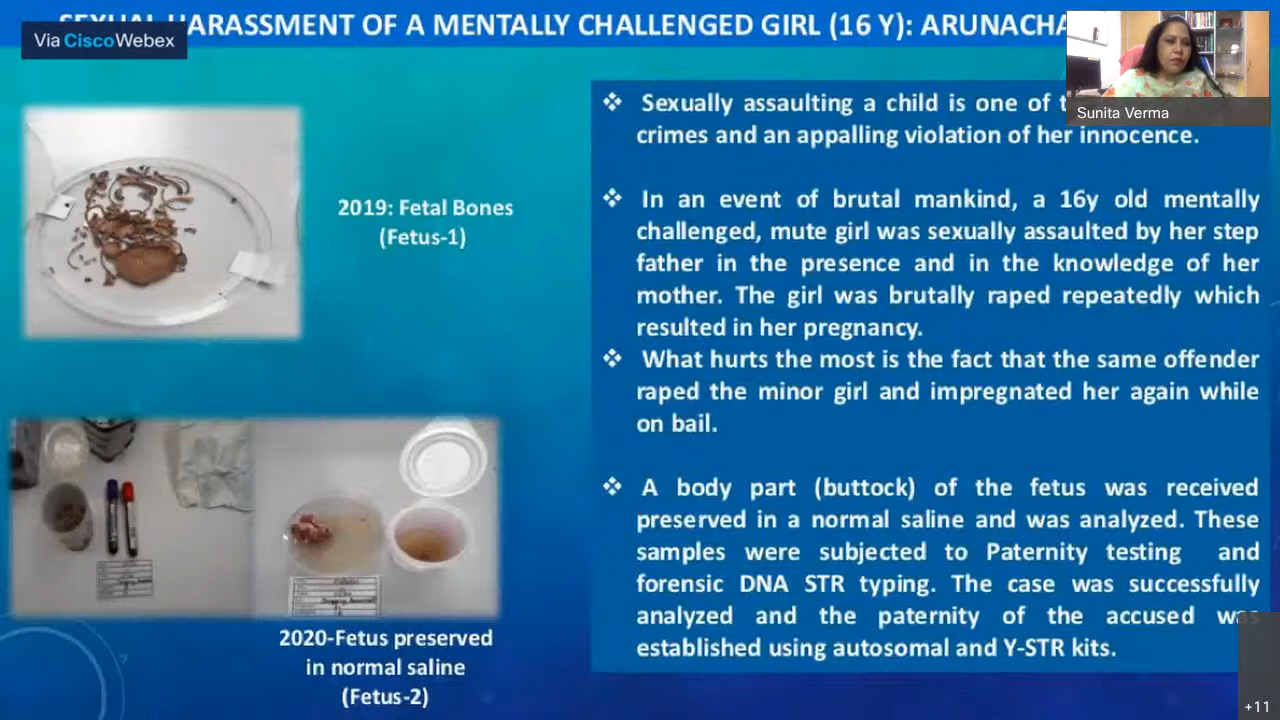 SEXUAL HARASSMENT OF A MENTALLY CHALLENGED GIRL (16 Y): ARUNACHA
Via Cisco Webex
Sunita Verma
❖ Sexually assaulting a child is one of
crimes and an appalling violation of her innocence.
2019: Fetal Bones
(Fetus-1)
❖ In an event of brutal mankind, a 16y old mentally
challenged, mute girl was sexually assaulted by her step
father in the presence and in the knowledge of her
mother. The girl was brutally raped repeatedly which
resulted in her pregnancy.
❖ What hurts the most is the fact that the same offender
raped the minor girl and impregnated her again while
on bail.
❖ A body part (buttock) of the fetus was received
preserved in a normal saline and was analyzed. These
samples were subjected to Paternity testing and
forensic DNA STR typing. The case was successfully
analyzed and the paternity of the accused was
established using autosomal and Y-STR kits.
2020-Fetus preserved
in normal saline
(Fetus-2)
+11